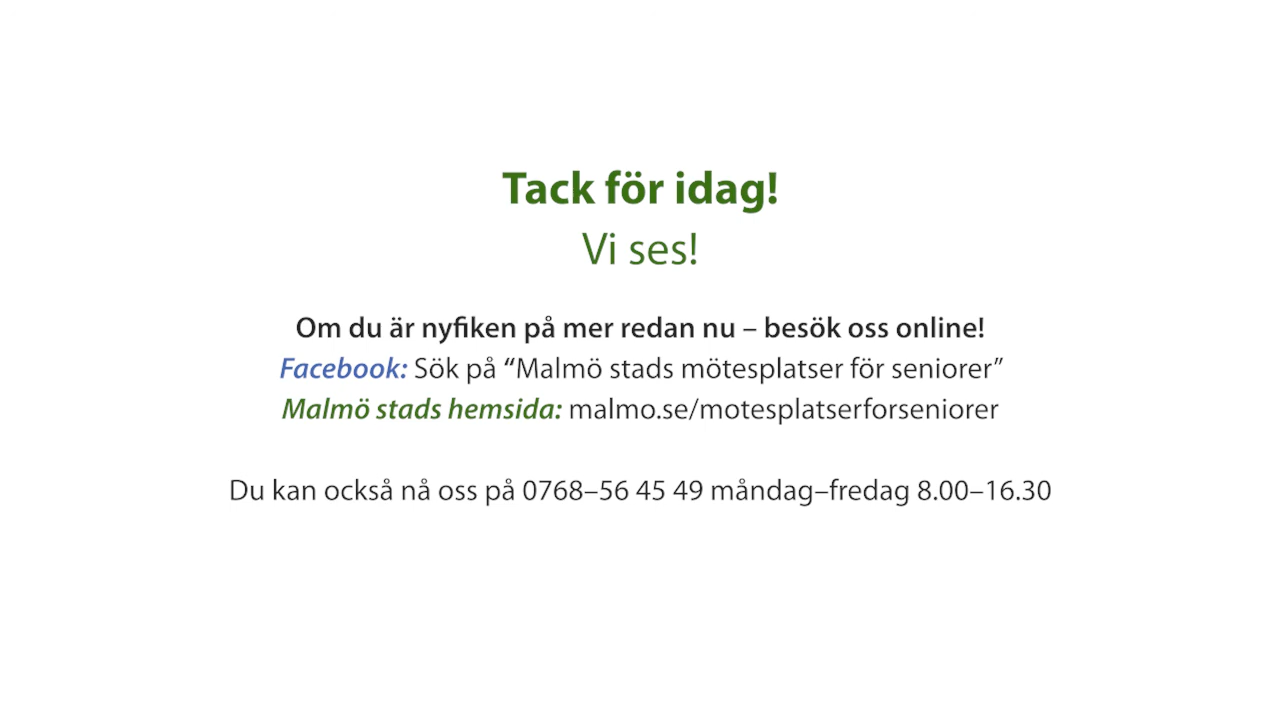 Tack för idag!
Vi ses!
Om du är nyfiken på mer redan nu – besök oss online!
Facebook: Sök på “Malmö stads mötesplatser för seniorer”
Malmö stads hemsida: malmo.se/motesplatserforseniorer
Du kan också nå oss på 0768–56 45 49 måndag–fredag 8.00–16.30